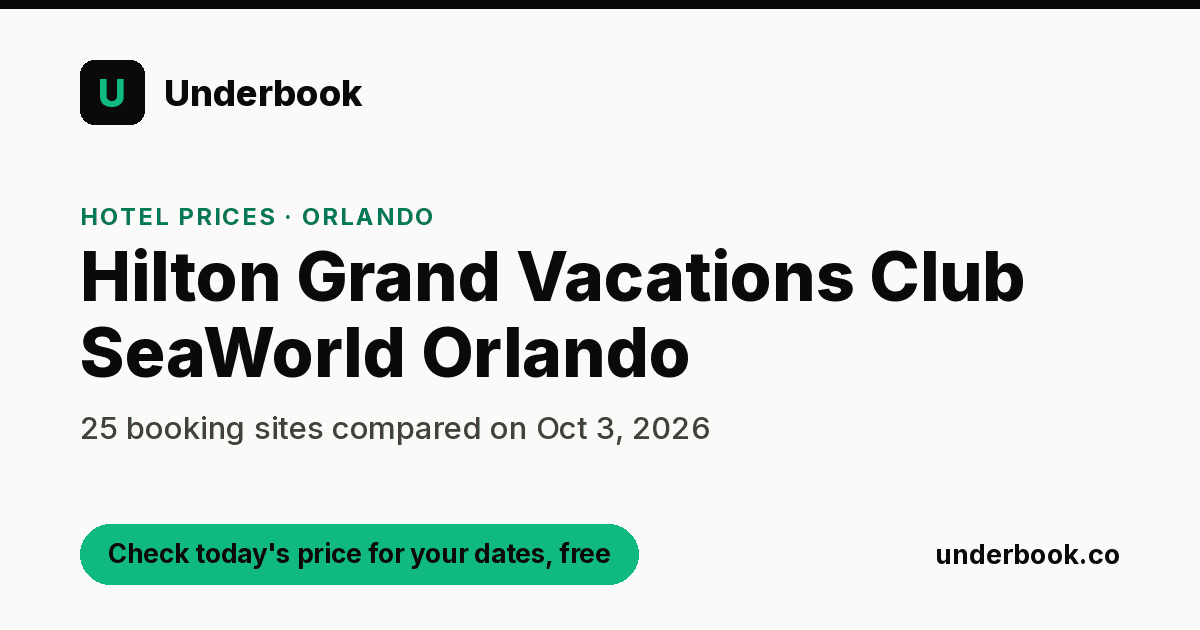 U Underbook
HOTEL PRICES · ORLANDO
Hilton Grand Vacations Club
SeaWorld Orlando
25 booking sites compared on Oct 3, 2026
Check today's price for your dates, free
underbook.co